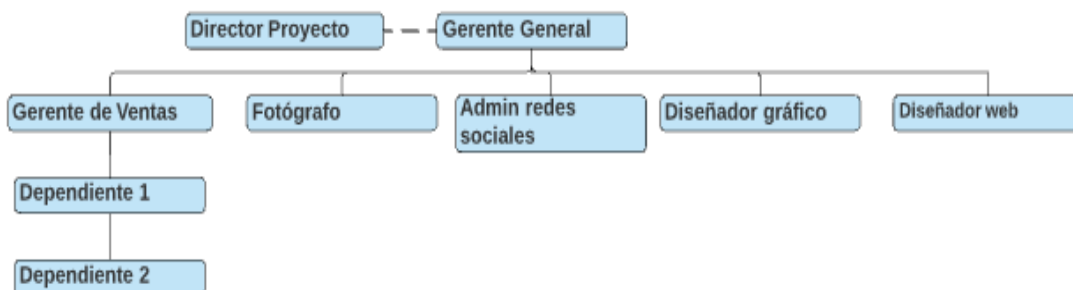 Director Proyecto
Gerente General
Gerente de Ventas
Fotógrafo
Admin redes
sociales
Diseñador gráfico
Diseñador web
Dependiente 1
Dependiente 2